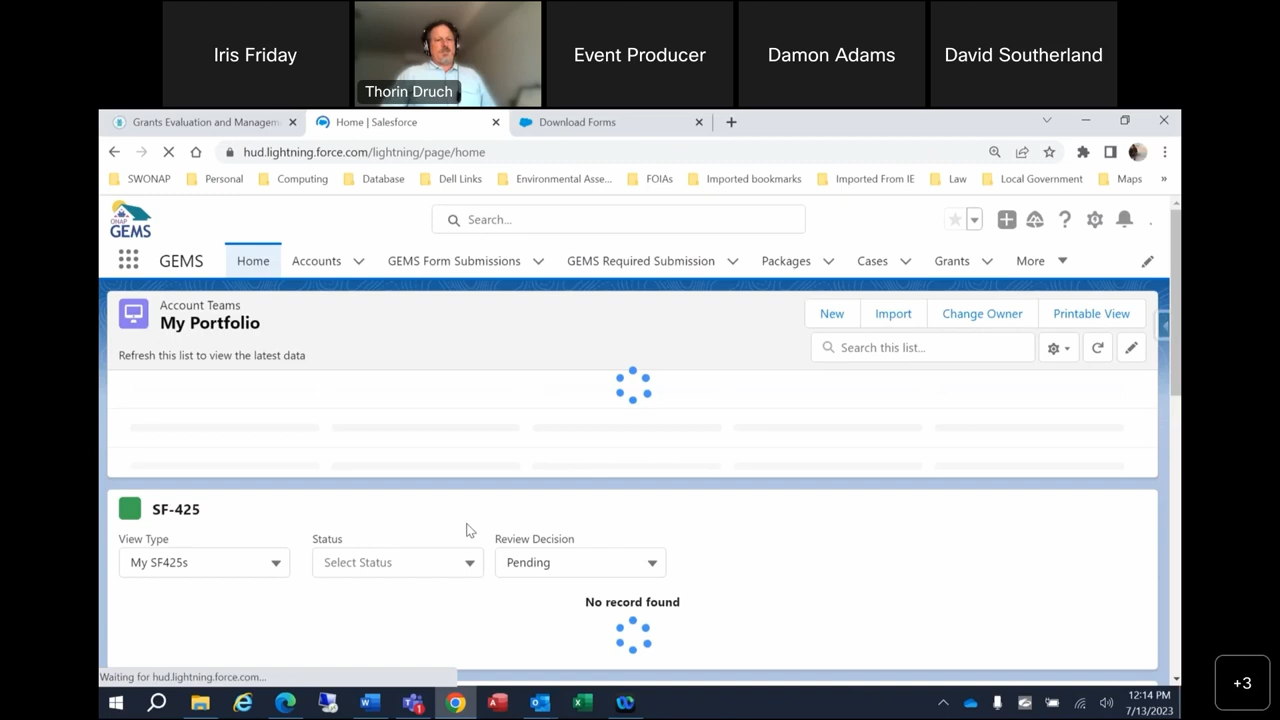 Iris Friday
Thorin Druch
Event Producer
Damon Adams
David Southerland
Grants Evaluation and Managem
Home | Salesforce
Download Forms
hud.lightning.force.com/lightning/page/home
SWONAP
Personal
Computing
Database
Dell Links
Environmental Asse...
FOIAs
Imported bookmarks
Imported From IE
Law
Local Government
Maps
»
ONAP
GEMS
Search...
GEMS
Home
Accounts
GEMS Form Submissions
GEMS Required Submission
Packages
Cases
Grants
More
Account Teams
My Portfolio
New
Import
Change Owner
Printable View
Refresh this list to view the latest data
Search this list...
SF-425
View Type
Status
Review Decision
My SF425s
Select Status
Pending
No record found
Waiting for hud.lightning.force.com...
12:14 PM
7/13/2023
+3